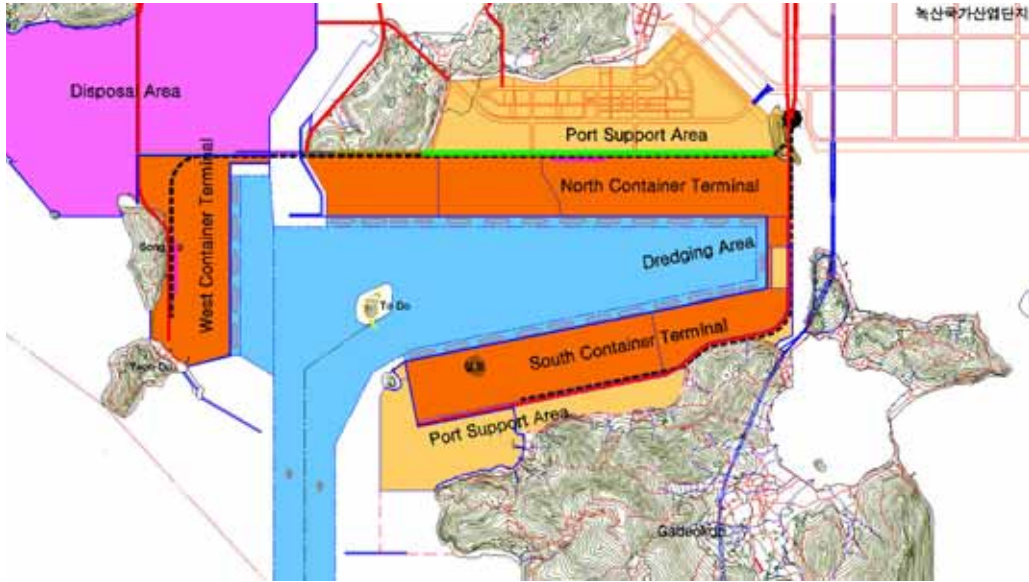 녹산국가산업단지
Disposal Area
Port Support Area
North Container Terminal
West Container Terminal
Dredging Area
To Do
South Container Terminal
Port Support Area